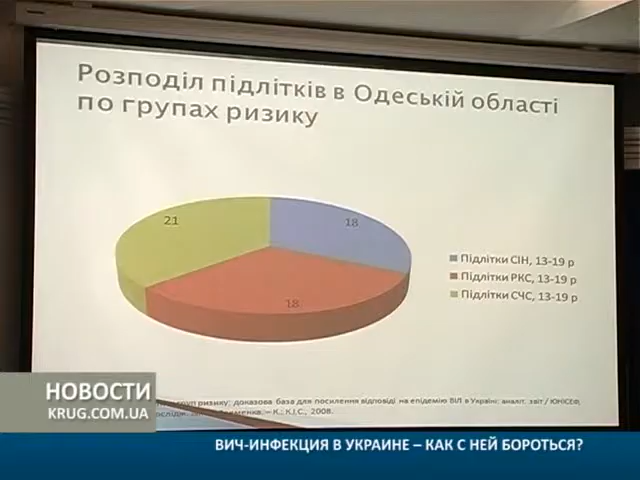 Розподіл підлітків в Одеській області
по групах ризику
21
18
18
Підлітки СІН, 13-19 р
Підлітки РКС, 13-19 р
Підлітки СЧС, 13-19 р
груп ризику: доказова база для посилення відповіді на епідемію ВІЛ в Україні: аналіт. звіт / ЮНІСЕФ,
К., К.І.С., 2008.
НОВОСТИ
KRUG.COM.UA
ВИЧ-ИНФЕКЦИЯ В УКРАИНЕ – КАК С НЕЙ БОРОТЬСЯ?